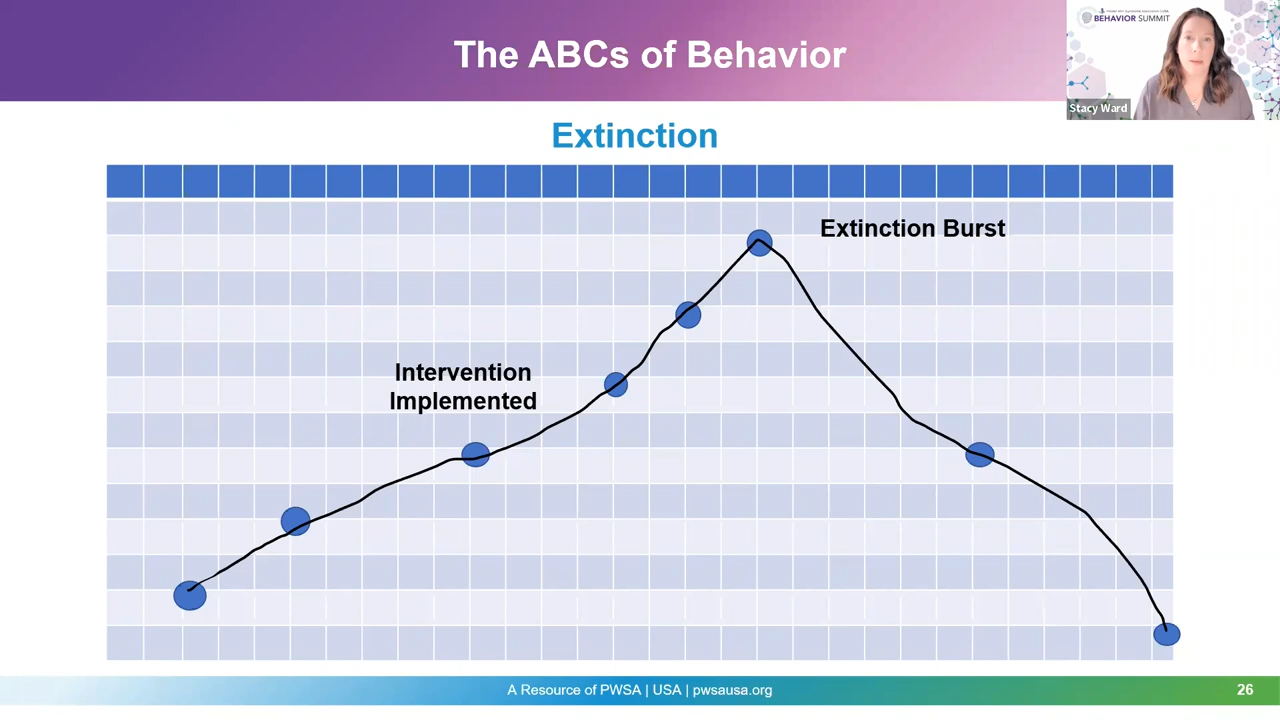 The ABCs of Behavior
BEHAVIOR SUMMIT
Stacy Ward
Extinction
Extinction Burst
Intervention
Implemented
A Resource of PWSA | USA | pwsausa.org
26